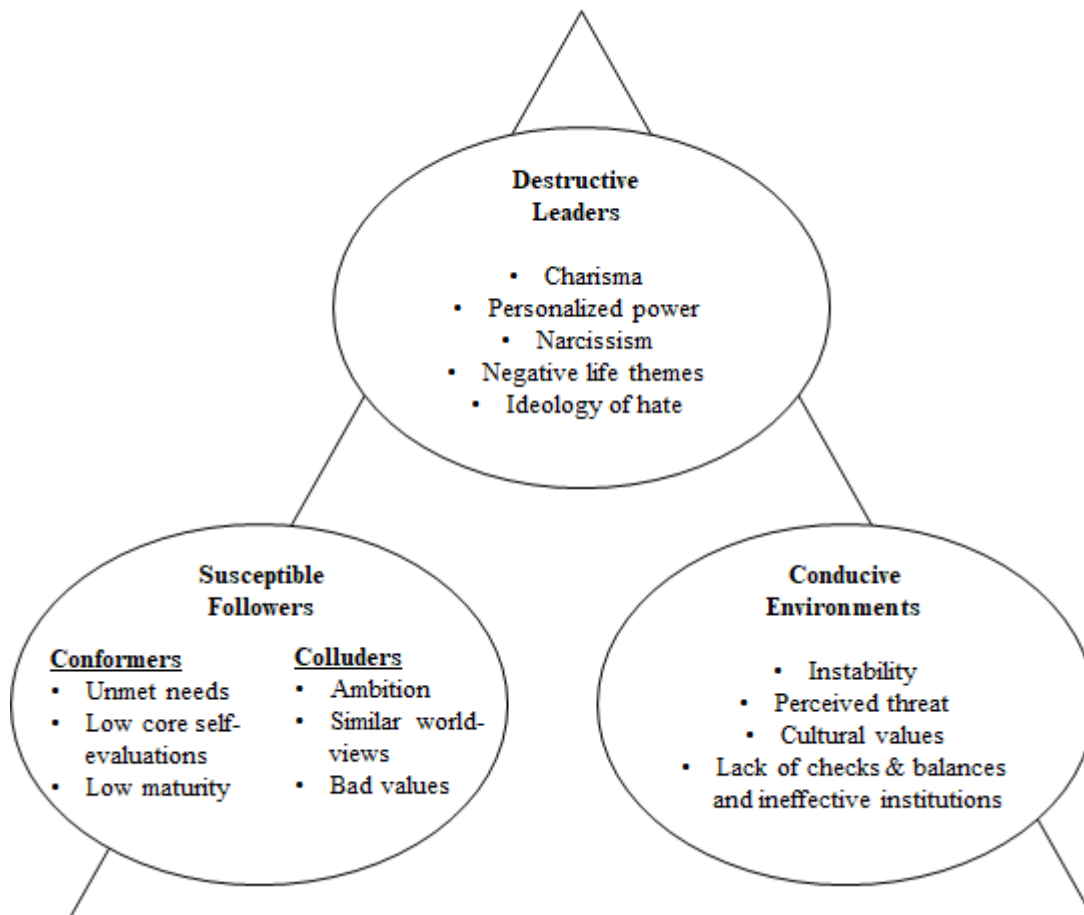 Destructive
Leaders
• Charisma
• Personalized power
• Narcissism
• Negative life themes
• Ideology of hate
Susceptible
Followers
Conformers
• Unmet needs
• Low core self-
evaluations
• Low maturity
Colluders
• Ambition
• Similar world-
views
• Bad values
Conducive
Environments
• Instability
• Perceived threat
• Cultural values
• Lack of checks & balances
and ineffective institutions